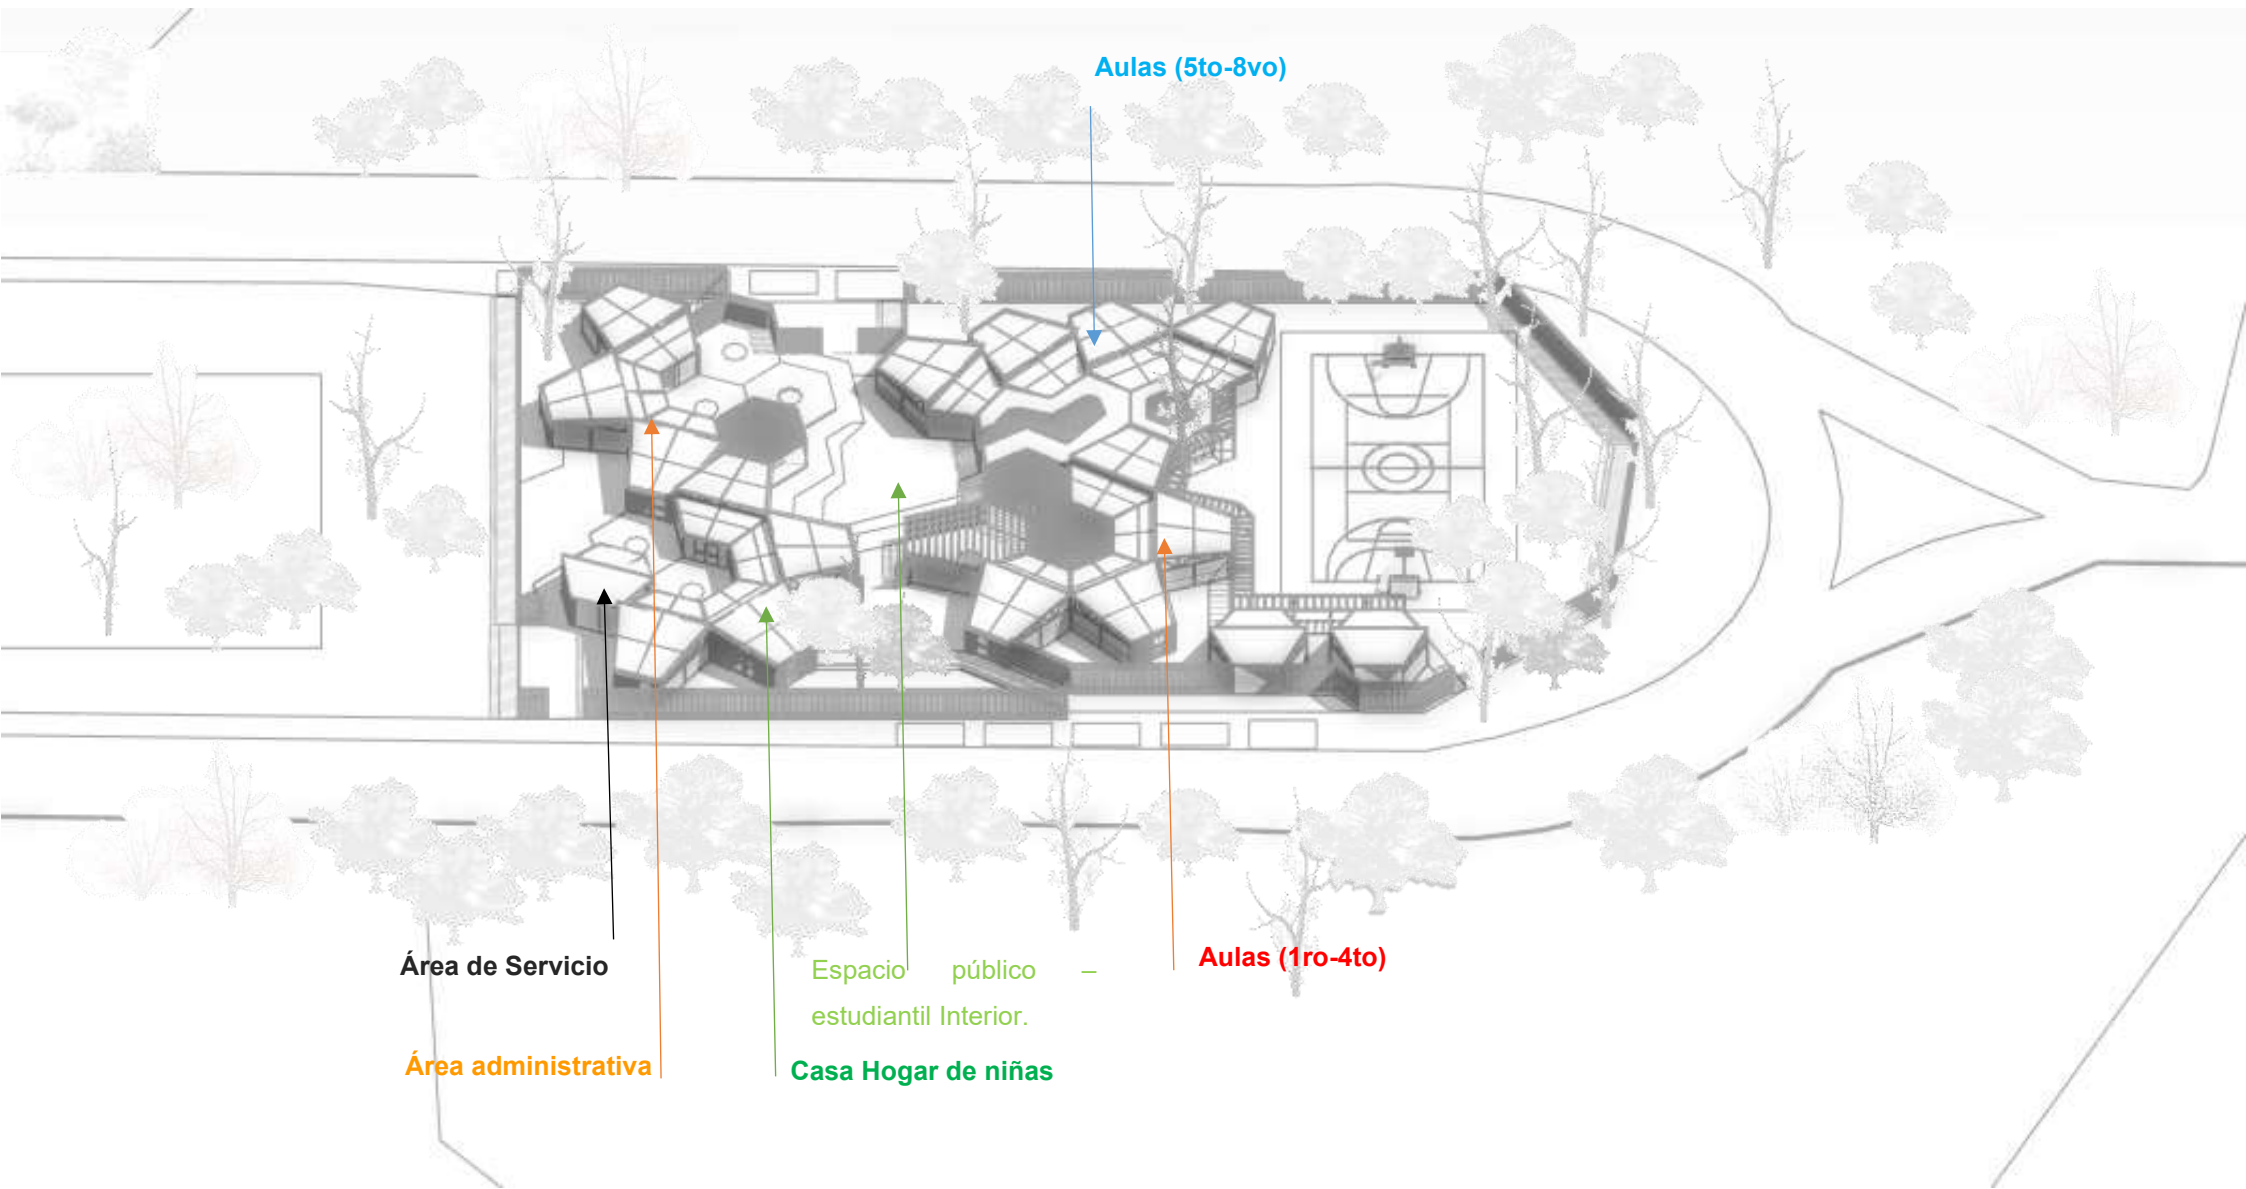 Aulas (5to-8vo)
Área de Servicio
Espacio público –
estudiantil Interior.
Aulas (1ro-4to)
Área administrativa
Casa Hogar de niñas